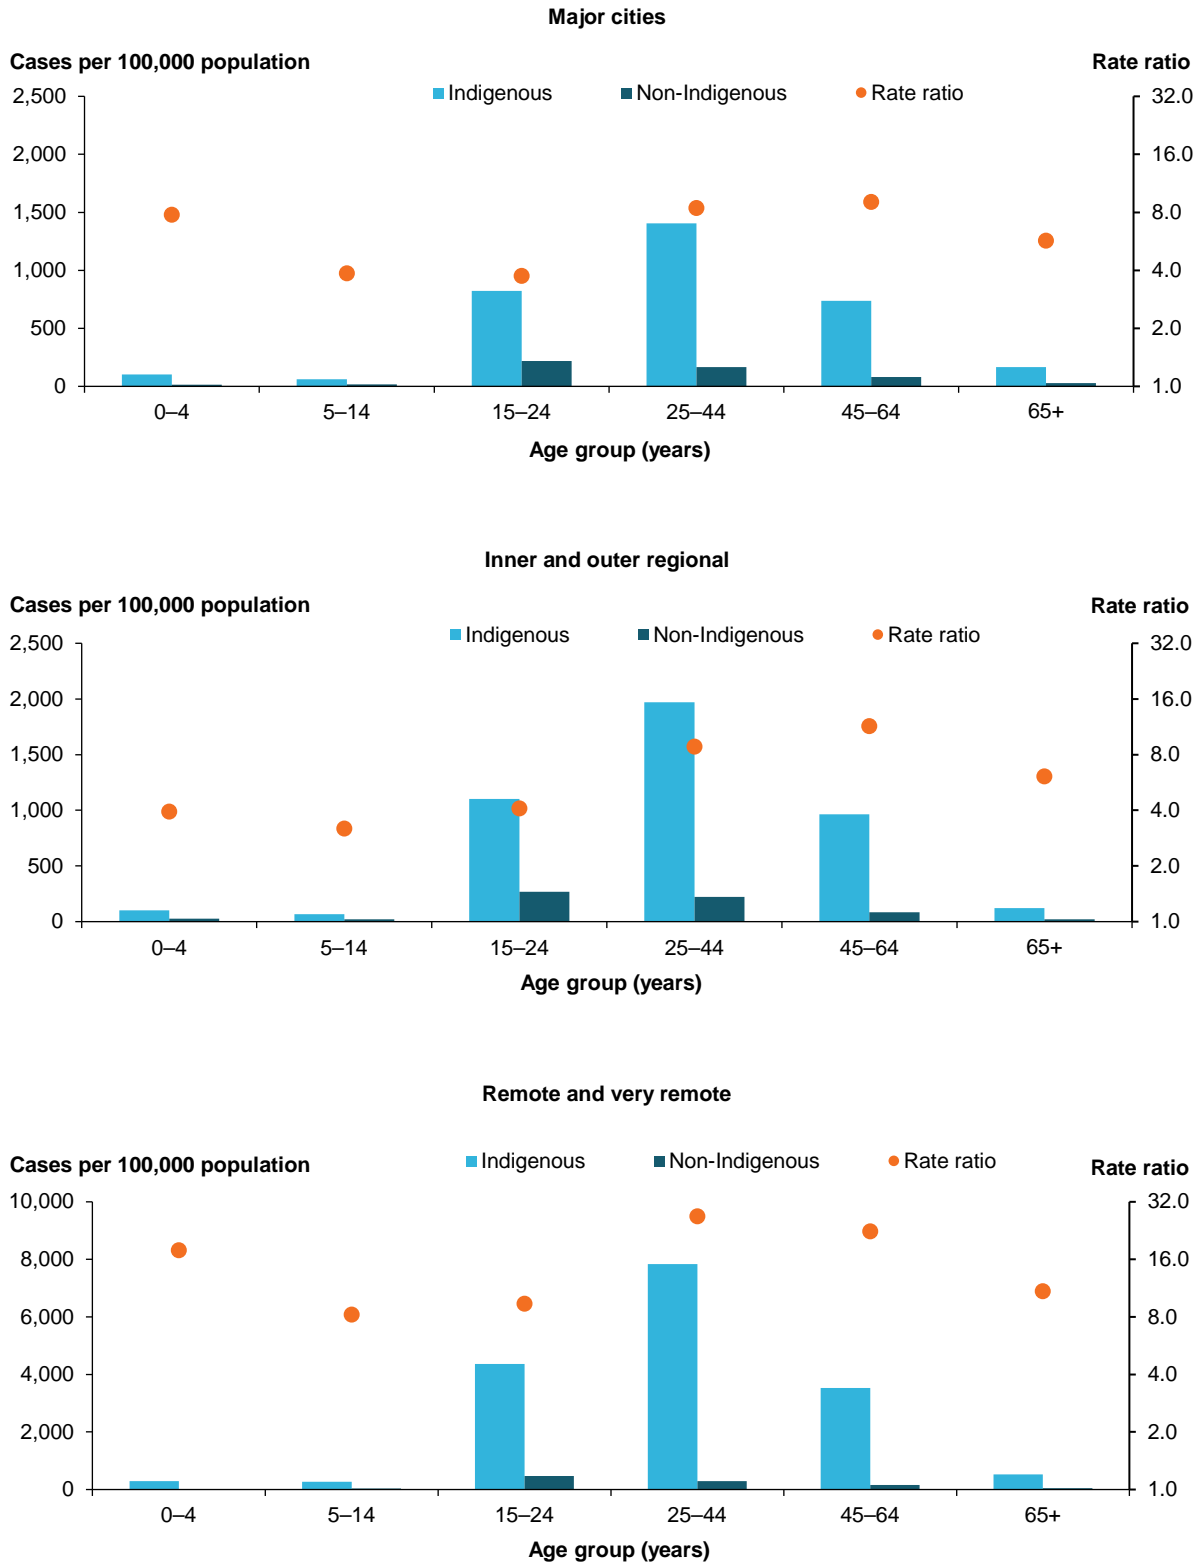 Major cities
Cases per 100,000 population Rate ratio
Indigenous Non-Indigenous Rate ratio
2,500 32.0
2,000 16.0
1,500 8.0
1,000 4.0
500 2.0
0 1.0
0–4 5–14 15–24 25–44 45–64 65+
Age group (years)
Inner and outer regional
Cases per 100,000 population Rate ratio
Indigenous Non-Indigenous Rate ratio
2,500 32.0
2,000 16.0
1,500 8.0
1,000 4.0
500 2.0
0 1.0
0–4 5–14 15–24 25–44 45–64 65+
Age group (years)
Remote and very remote
Indigenous Non-Indigenous Rate ratio
Cases per 100,000 population Rate ratio
10,000 32.0
8,000 16.0
6,000 8.0
4,000 4.0
2,000 2.0
0 1.0
0–4 5–14 15–24 25–44 45–64 65+
Age group (years)